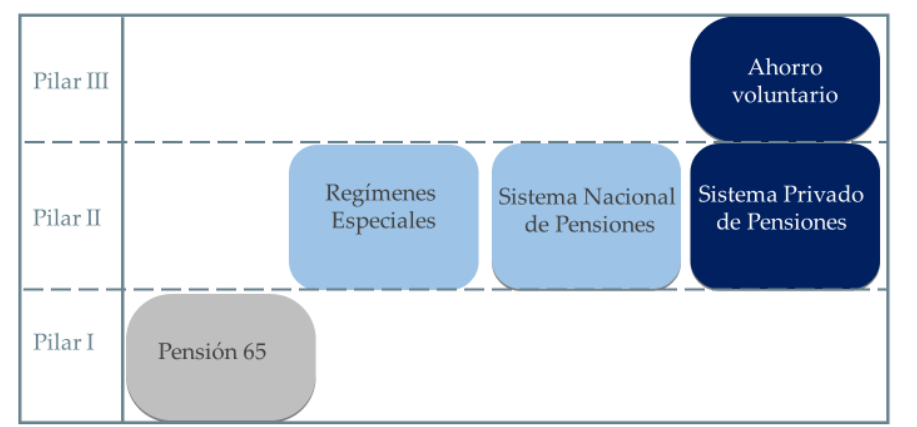 Pilar III
Ahorro
voluntario
Pilar II
Regímenes
Especiales
Sistema Nacional
de Pensiones
Sistema Privado
de Pensiones
Pilar I
Pensión 65